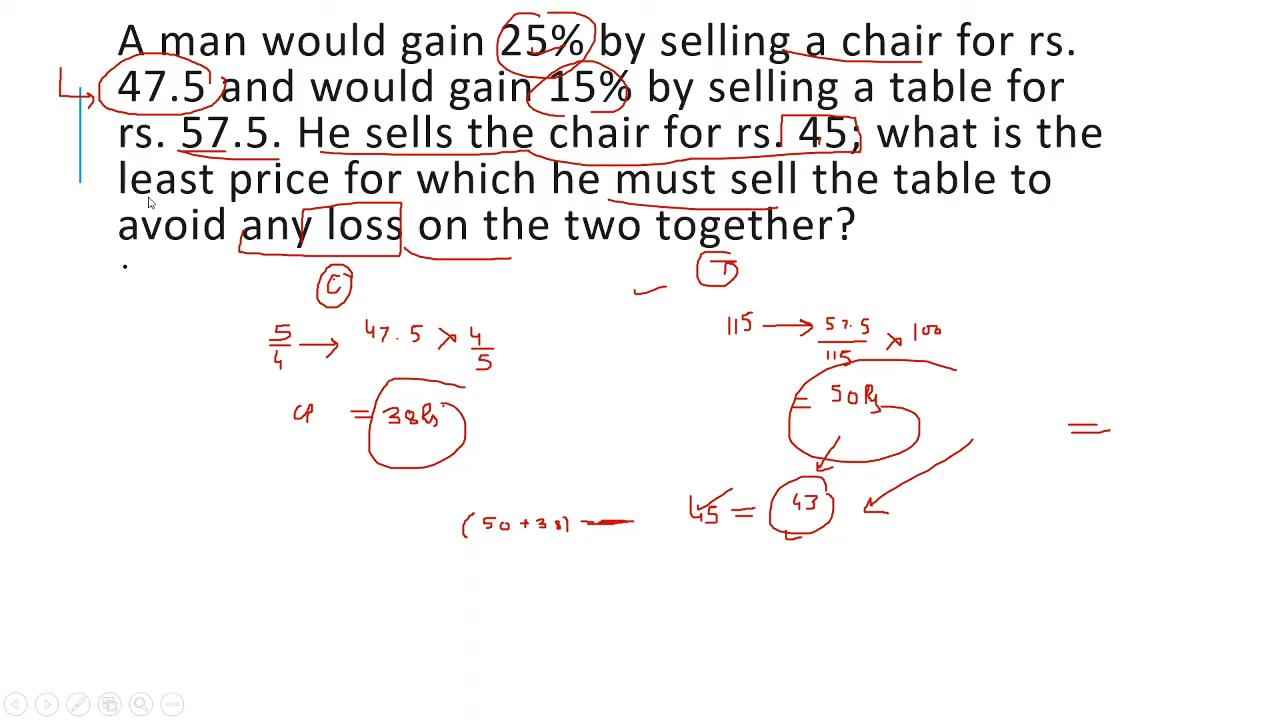 A man would gain 25% by selling a chair for rs.
47.5 and would gain 15% by selling a table for
rs. 57.5. He sells the chair for rs. 45; what is the
least price for which he must sell the table to
avoid any loss on the two together?
.
C T
5/4 → 47.5 × 4/5
115 → 57.5/115 × 100
CP = 38Rs
= 50Rs
(50+38) — 45 = 43